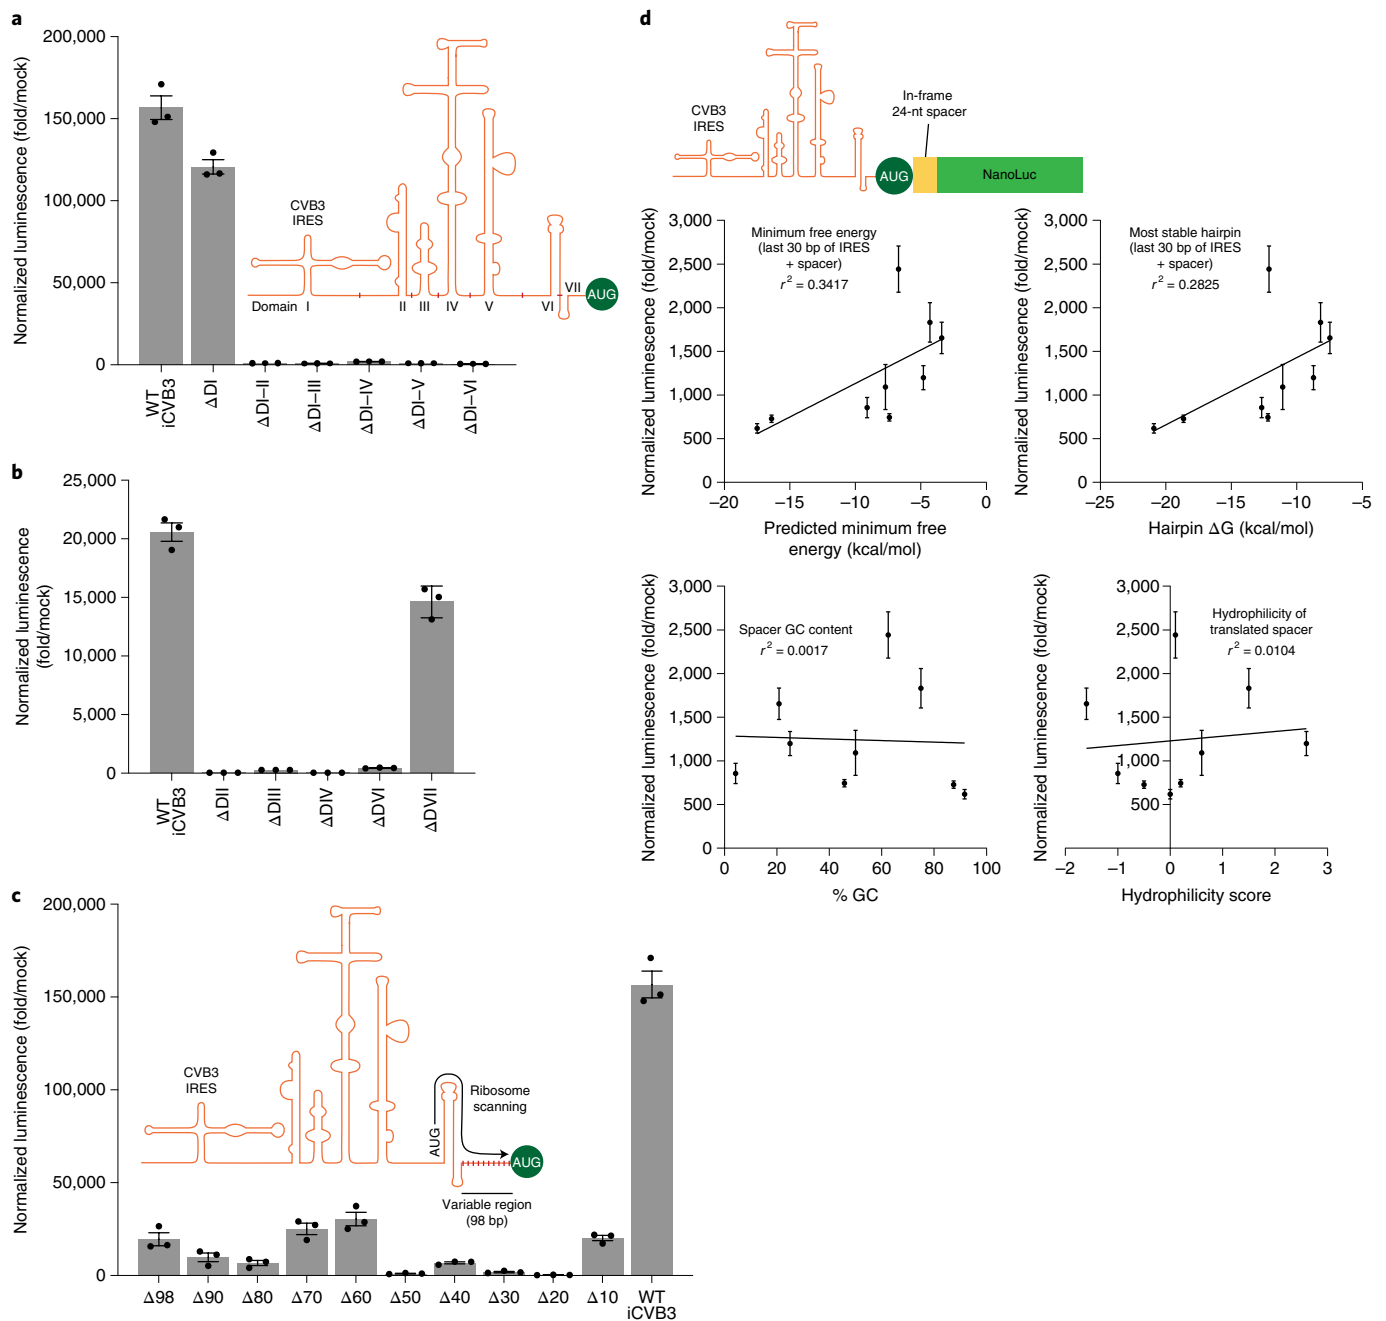 a
Normalized luminescence (fold/mock)
200,000
150,000
100,000
50,000
0
CVB3
IRES
Domain I II III IV V VI VII
AUG
WT
iCVB3
ΔDI
ΔDI–II
ΔDI–III
ΔDI–IV
ΔDI–V
ΔDI–VI
b
Normalized luminescence
(fold/mock)
25,000
20,000
15,000
10,000
5,000
0
WT
iCVB3
ΔDII
ΔDIII
ΔDIV
ΔDVI
ΔDVII
c
Normalized luminescence (fold/mock)
200,000
150,000
100,000
50,000
0
CVB3
IRES
AUG
Ribosome
scanning
AUG
Variable region
(98 bp)
Δ98 Δ90 Δ80 Δ70 Δ60 Δ50 Δ40 Δ30 Δ20 Δ10 WT
iCVB3
d
CVB3
IRES
In-frame
24-nt spacer
AUG
NanoLuc
Normalized luminescence (fold/mock)
3,000
2,500
2,000
1,500
1,000
500
0
Minimum free energy
(last 30 bp of IRES
+ spacer)
r² = 0.3417
–20 –15 –10 –5 0
Predicted minimum free
energy (kcal/mol)
Normalized luminescence (fold/mock)
3,000
2,500
2,000
1,500
1,000
500
0
Most stable hairpin
(last 30 bp of IRES
+ spacer)
r² = 0.2825
–25 –20 –15 –10 –5
Hairpin ΔG (kcal/mol)
Normalized luminescence (fold/mock)
3,000
2,500
2,000
1,500
1,000
500
0
Spacer GC content
r² = 0.0017
0 20 40 60 80 100
% GC
Normalized luminescence (fold/mock)
3,000
2,500
2,000
1,500
1,000
500
Hydrophilicity of
translated spacer
r² = 0.0104
–2 –1 0 1 2 3
Hydrophilicity score